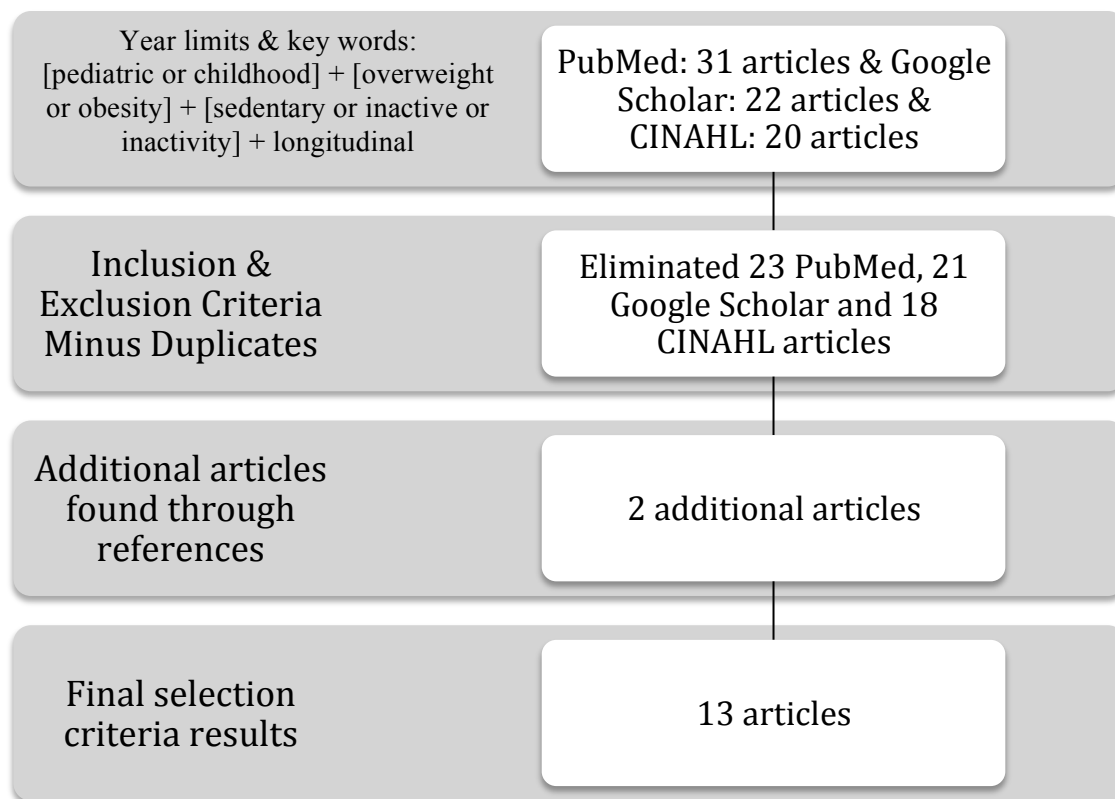 Year limits & key words:
[pediatric or childhood] + [overweight
or obesity] + [sedentary or inactive or
inactivity] + longitudinal
PubMed: 31 articles & Google
Scholar: 22 articles &
CINAHL: 20 articles
Inclusion &
Exclusion Criteria
Minus Duplicates
Eliminated 23 PubMed, 21
Google Scholar and 18
CINAHL articles
Additional articles
found through
references
2 additional articles
Final selection
criteria results
13 articles